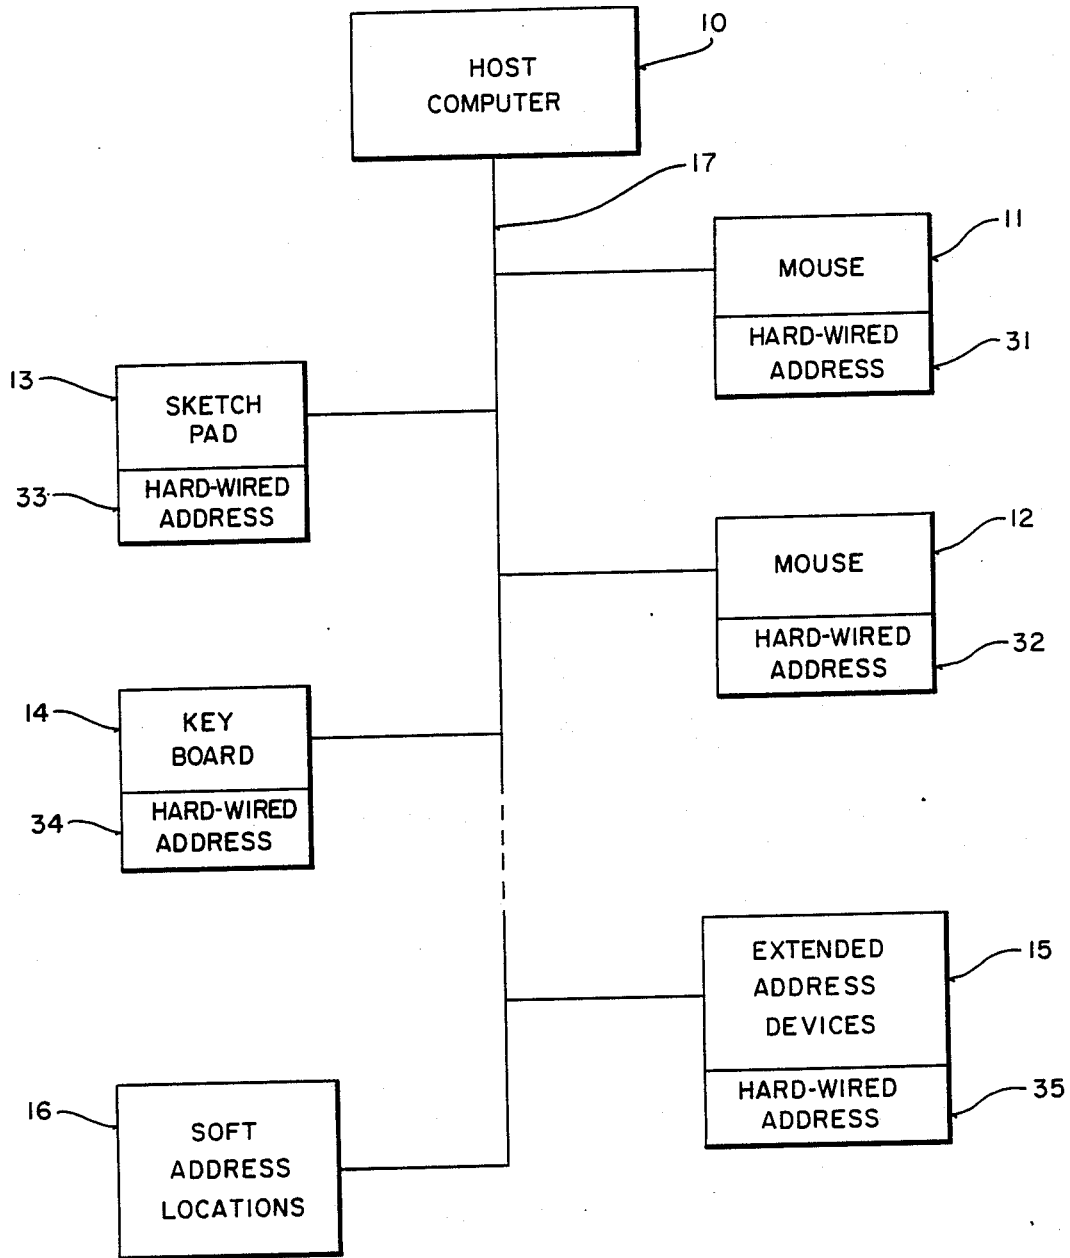 10
HOST
COMPUTER
17
11
MOUSE
HARD-WIRED
ADDRESS
31
13
SKETCH
PAD
HARD-WIRED
ADDRESS
33
12
MOUSE
HARD-WIRED
ADDRESS
32
14
KEY
BOARD
HARD-WIRED
ADDRESS
34
EXTENDED
ADDRESS
DEVICES
15
HARD-WIRED
ADDRESS
35
16
SOFT
ADDRESS
LOCATIONS